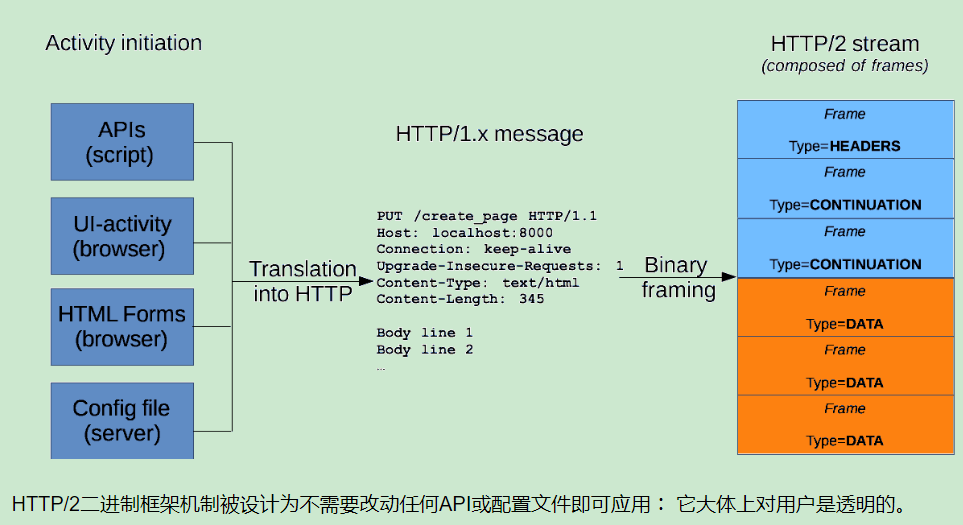 Activity initiation
APIs
(script)
UI-activity
(browser)
HTML Forms
(browser)
Config file
(server)
Translation
into HTTP
HTTP/1.x message
PUT /create_page HTTP/1.1
Host: localhost:8000
Connection: keep-alive
Upgrade-Insecure-Requests: 1
Content-Type: text/html
Content-Length: 345
Body line 1
Body line 2
…
Binary
framing
HTTP/2 stream
(composed of frames)
Frame
Type=HEADERS
Frame
Type=CONTINUATION
Frame
Type=CONTINUATION
Frame
Type=DATA
Frame
Type=DATA
Frame
Type=DATA
HTTP/2二进制框架机制被设计为不需要改动任何API或配置文件即可应用： 它大体上对用户是透明的。